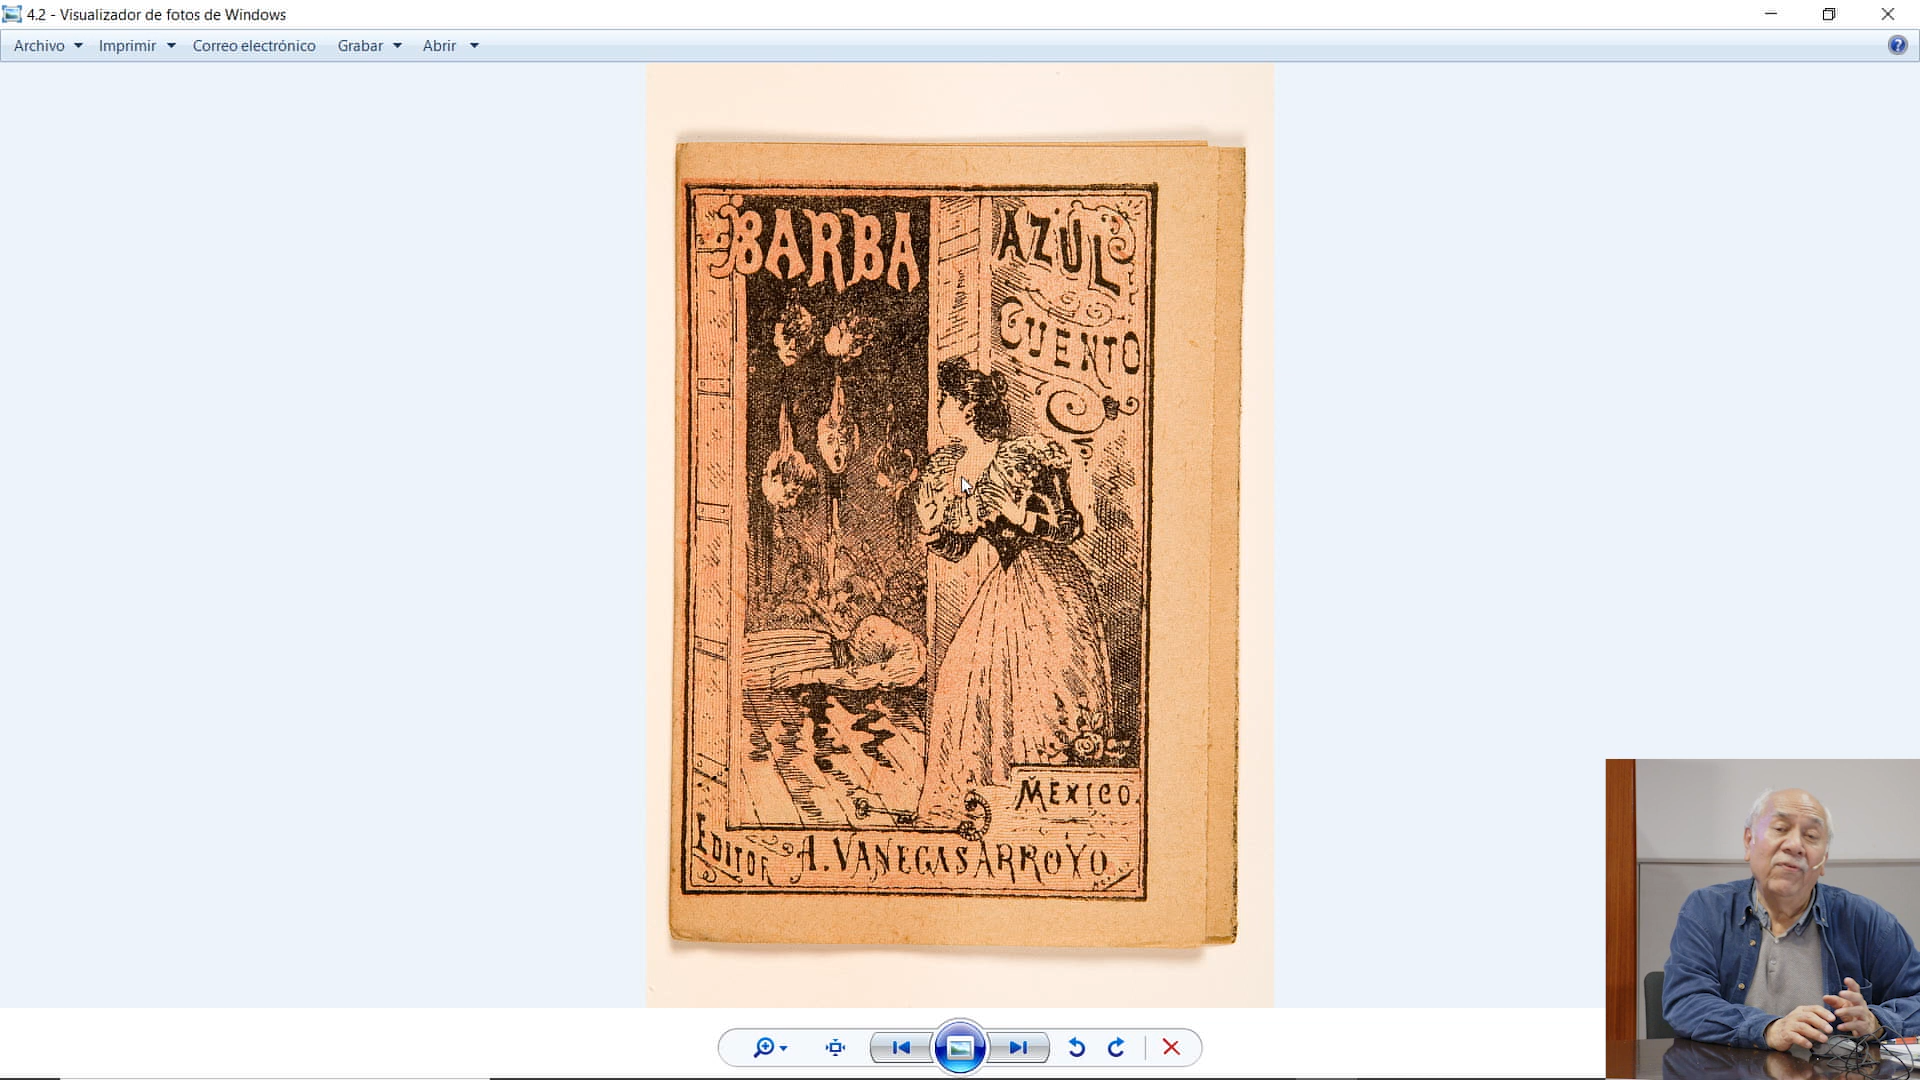 4.2 - Visualizador de fotos de Windows
Archivo Imprimir Correo electrónico Grabar Abrir
BARBA AZUL
CUENTO
MEXICO.
EDITOR A. VANEGAS ARROYO